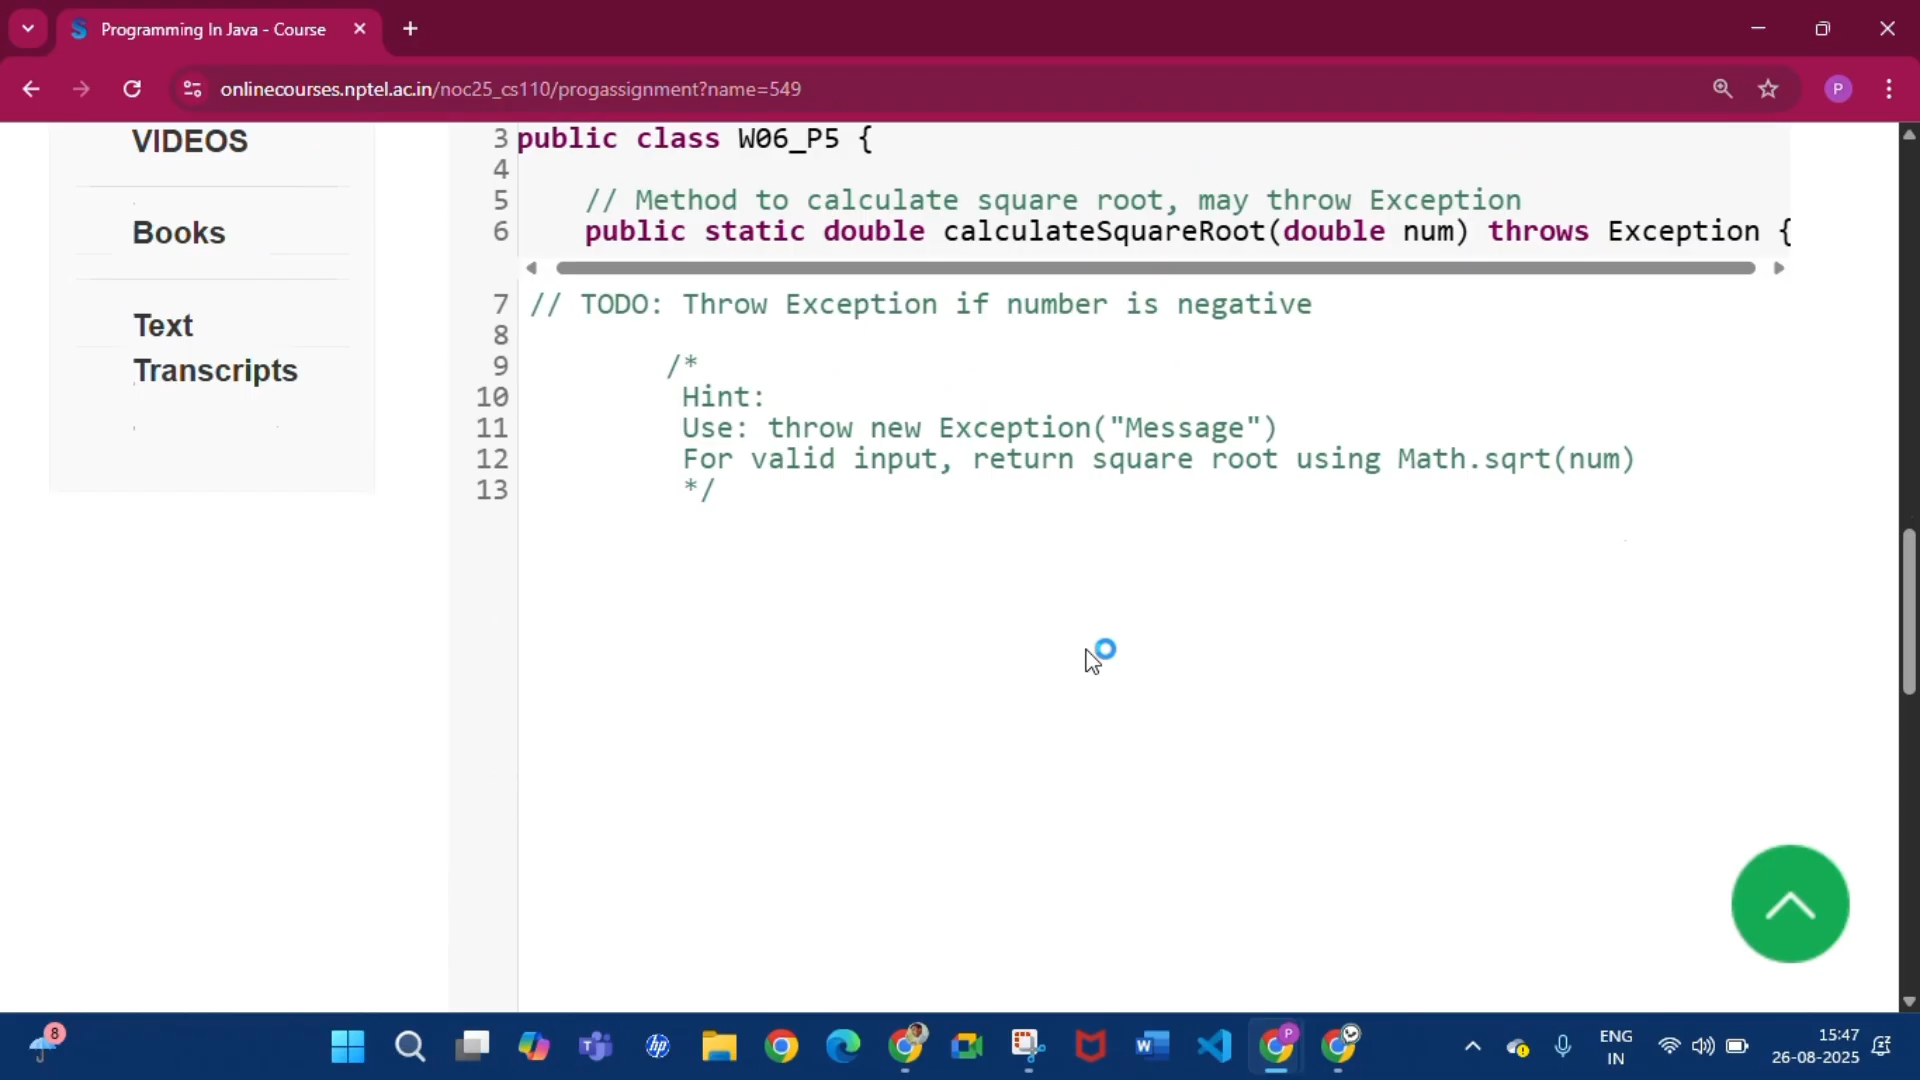 Programming In Java - Course
onlinecourses.nptel.ac.in/noc25_cs110/progassignment?name=549
P
VIDEOS
Books
Text
Transcripts
3 public class W06_P5 {
4
5 // Method to calculate square root, may throw Exception
6 public static double calculateSquareRoot(double num) throws Exception {
7 // TODO: Throw Exception if number is negative
8
9 /*
10 Hint:
11 Use: throw new Exception("Message")
12 For valid input, return square root using Math.sqrt(num)
13 */
8
ENG
IN
15:47
26-08-2025